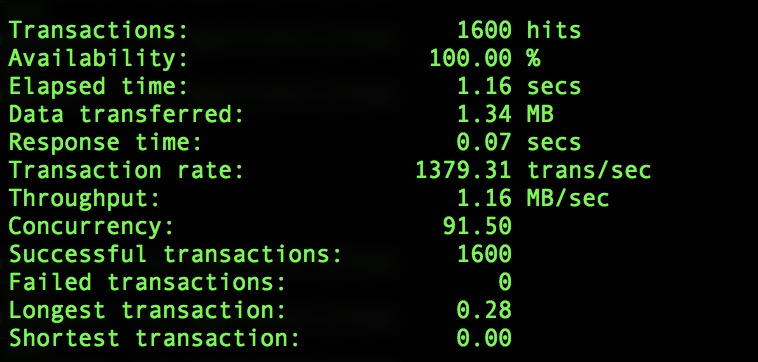 Transactions: 1600 hits
Availability: 100.00 %
Elapsed time: 1.16 secs
Data transferred: 1.34 MB
Response time: 0.07 secs
Transaction rate: 1379.31 trans/sec
Throughput: 1.16 MB/sec
Concurrency: 91.50
Successful transactions: 1600
Failed transactions: 0
Longest transaction: 0.28
Shortest transaction: 0.00